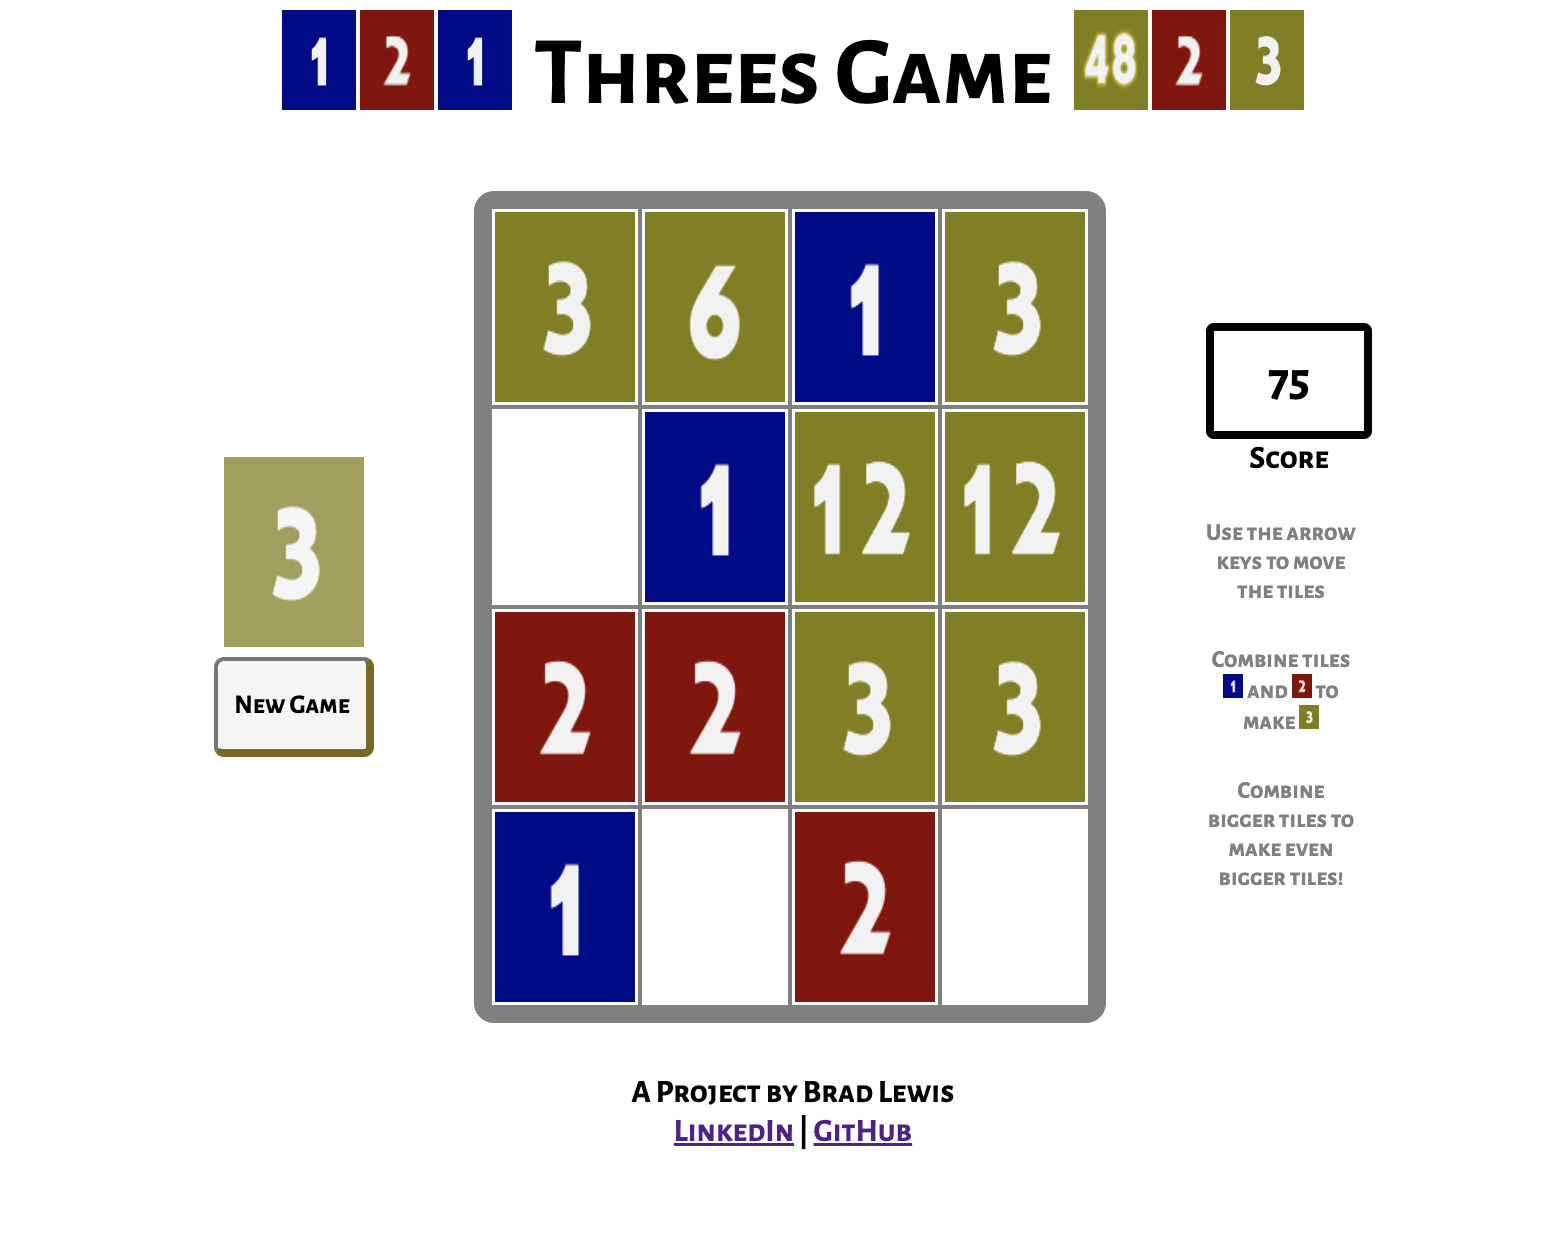 1 2 1 Threes Game 48 2 3
3 6 1 3
1 12 12
2 2 3 3
1 2
3
New Game
75
Score
Use the arrow
keys to move
the tiles
Combine tiles
1 and 2 to
make 3
Combine
bigger tiles to
make even
bigger tiles!
A Project by Brad Lewis
LinkedIn | GitHub